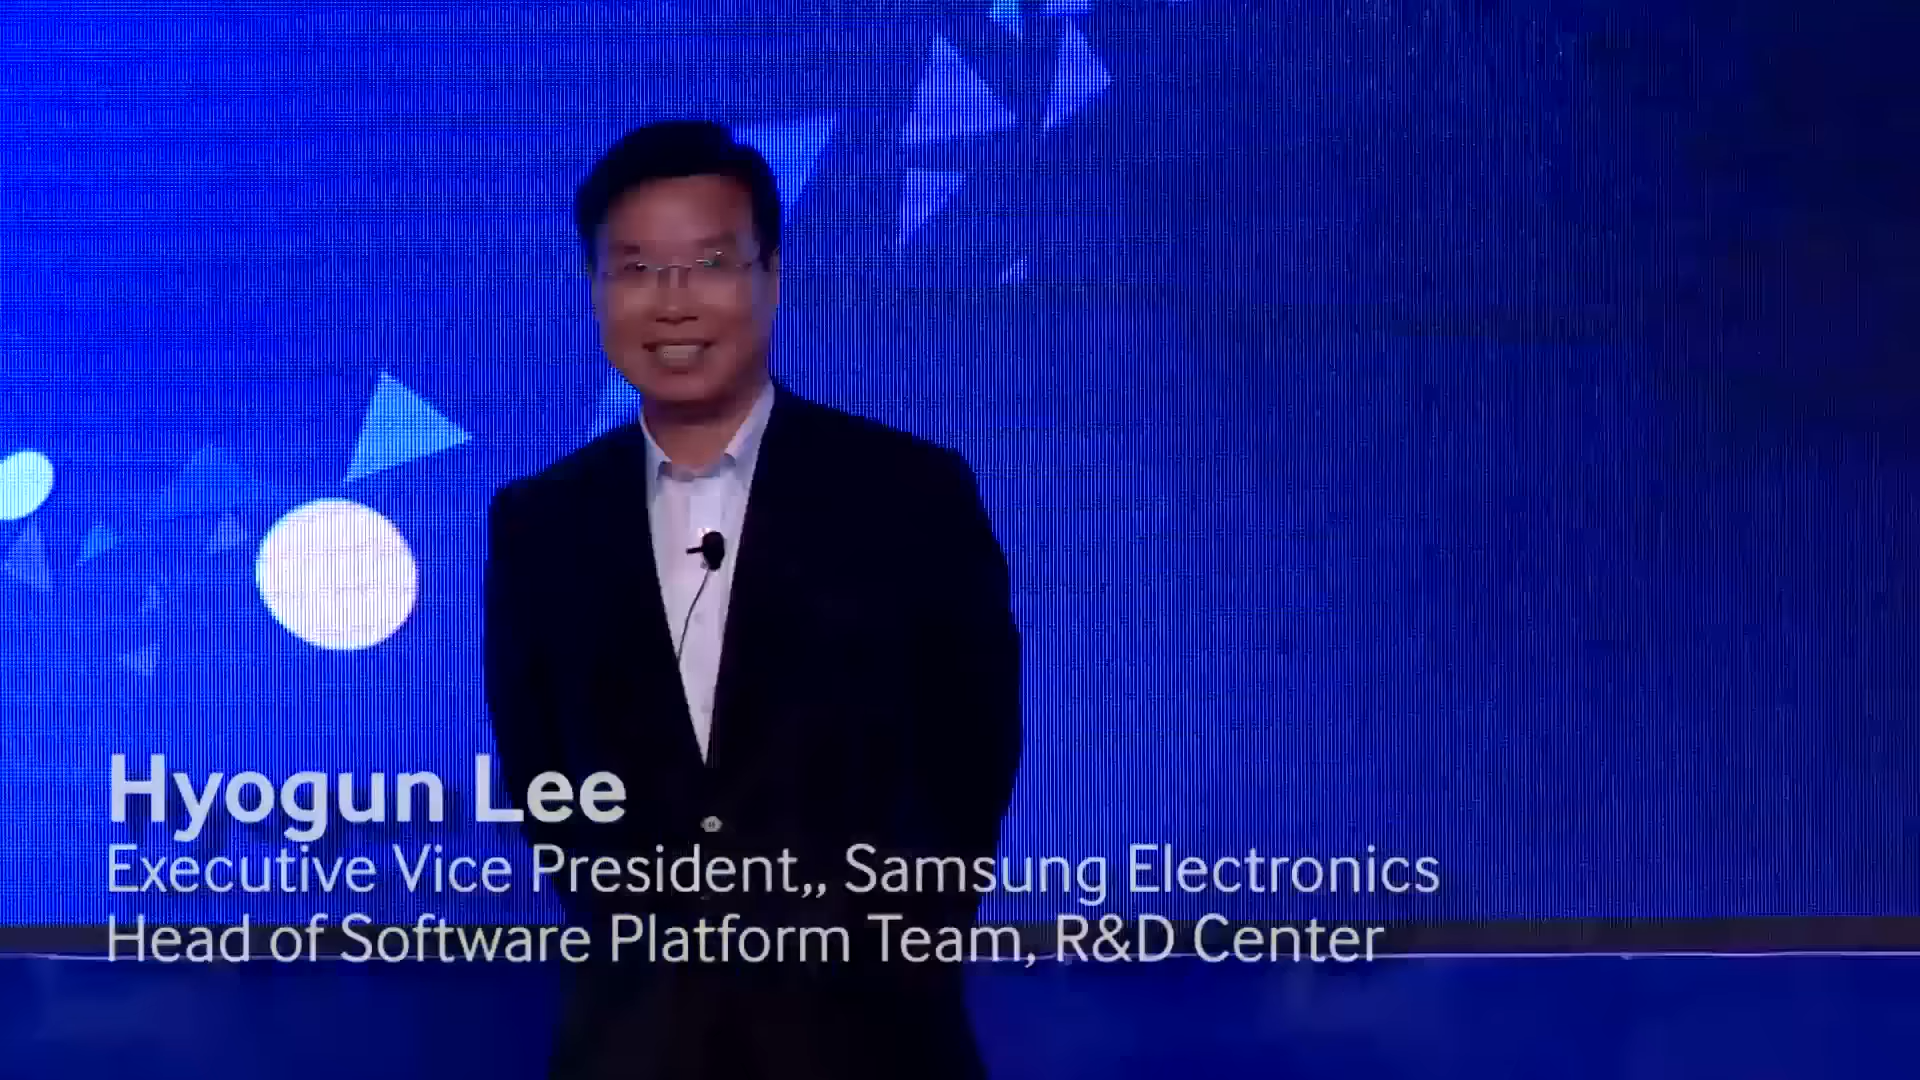 Hyogun Lee
Executive Vice President,, Samsung Electronics
Head of Software Platform Team, R&D Center